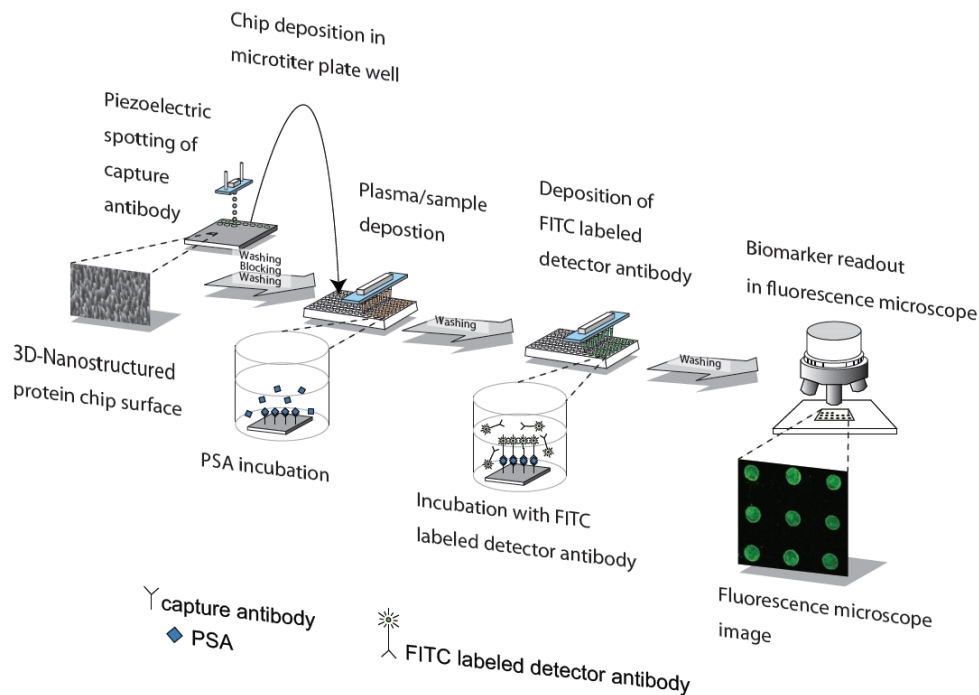 Chip deposition in
microtiter plate well
Piezoelectric
spotting of
capture
antibody
Plasma/sample
depostion
Deposition of
FITC labeled
detector antibody
Biomarker readout
in fluorescence microscope
Washing
Blocking
Washing
Washing
Washing
3D-Nanostructured
protein chip surface
PSA incubation
Incubation with FITC
labeled detector antibody
Fluorescence microscope
image
capture antibody
PSA
FITC labeled detector antibody